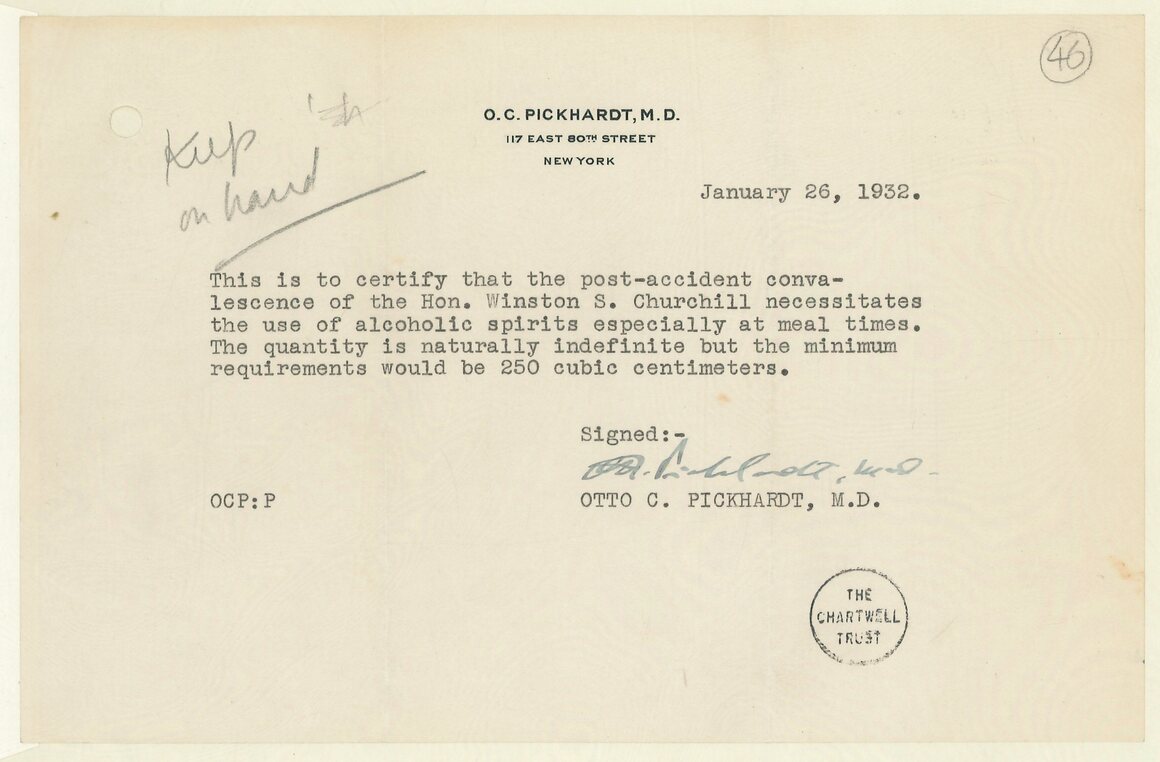 46
O.C. PICKHARDT, M.D.
117 EAST 80TH STREET
NEW YORK
Keep
on hand
January 26, 1932.
This is to certify that the post-accident conva-
lescence of the Hon. Winston S. Churchill necessitates
the use of alcoholic spirits especially at meal times.
The quantity is naturally indefinite but the minimum
requirements would be 250 cubic centimeters.
Signed:-
Pickhardt, M.D.
OCP:P
OTTO C. PICKHARDT, M.D.
THE
CHARTWELL
TRUST